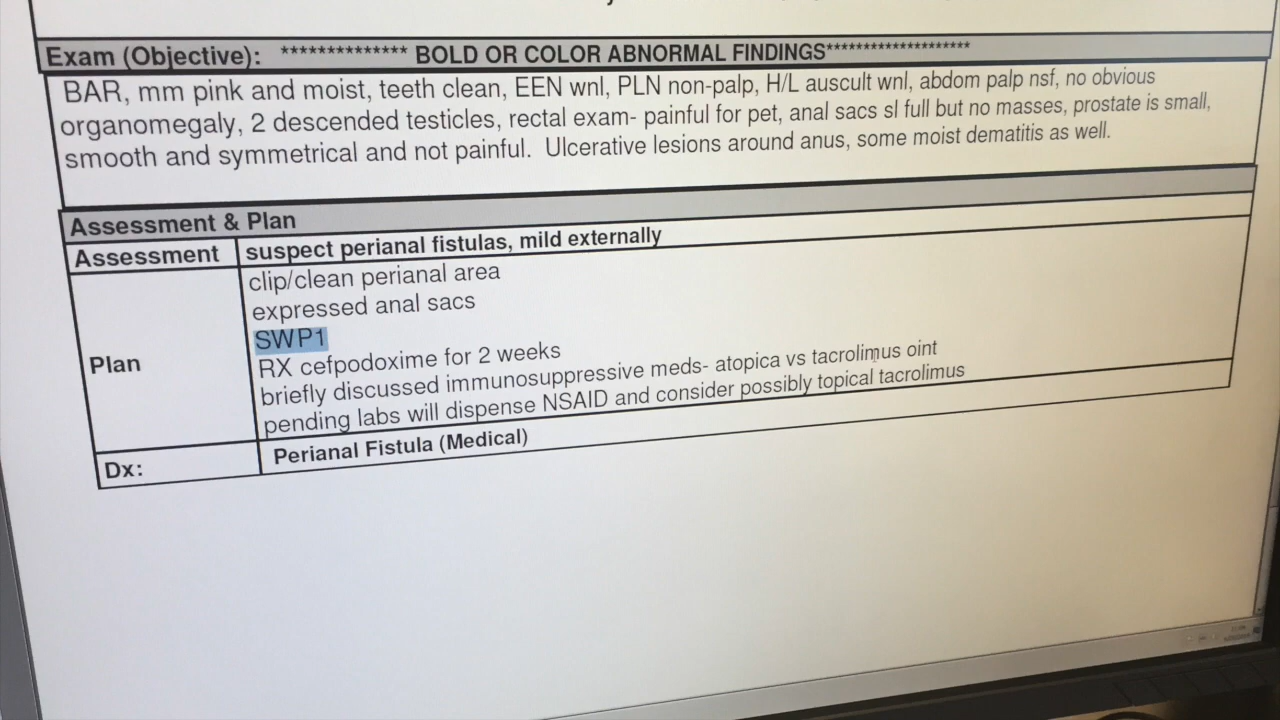 Exam (Objective): ************** BOLD OR COLOR ABNORMAL FINDINGS********************
BAR, mm pink and moist, teeth clean, EEN wnl, PLN non-palp, H/L auscult wnl, abdom palp nsf, no obvious
organomegaly, 2 descended testicles, rectal exam- painful for pet, anal sacs sl full but no masses, prostate is small,
smooth and symmetrical and not painful. Ulcerative lesions around anus, some moist dematitis as well.
Assessment & Plan
Assessment suspect perianal fistulas, mild externally
Plan
clip/clean perianal area
expressed anal sacs
SWP1
RX cefpodoxime for 2 weeks
briefly discussed immunosuppressive meds- atopica vs tacrolimus oint
pending labs will dispense NSAID and consider possibly topical tacrolimus
Dx: Perianal Fistula (Medical)